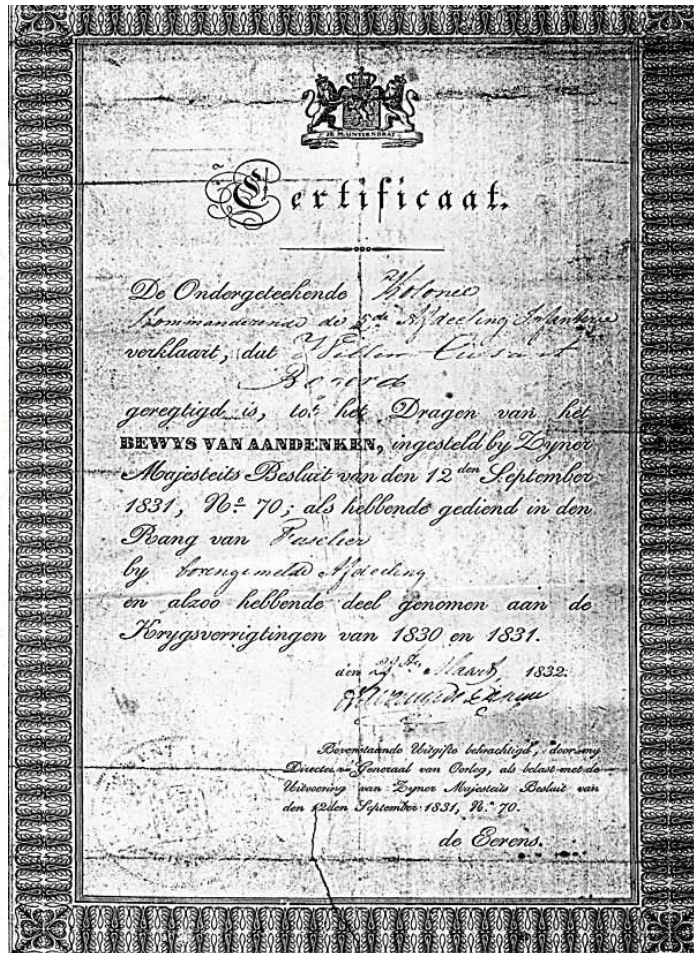 JE MAINTIENDRAI
Certificaat.
De Ondergeteekende Kolonel
Kommanderende de 5de Afdeeling Infanterie
verklaart, dat Willem
geregtigd is, tot het Dragen van het
BEWYS VAN AANDENKEN, ingesteld by Zyner
Majesteits Besluit van den 12den September
1831, No. 70; als hebbende gediend in den
Rang van Fuselier
by bovengemelde Afdeeling
en alzoo hebbende deel genomen aan de
Krygsverrigtingen van 1830 en 1831.
den Maart 1832.
Bovenstaande Uitgifte bekrachtigd, door my
Directeur Generaal van Oorlog, als belast met de
Uitvoering van Zyner Majesteits Besluit van
den 12den September 1831, No. 70.
de Eerens.